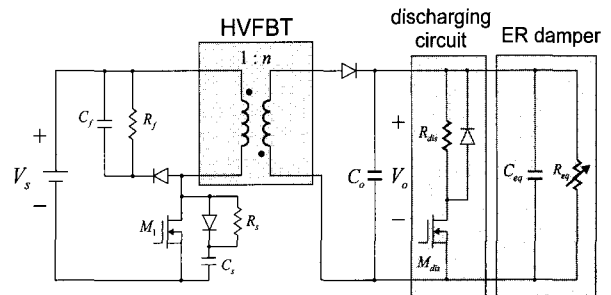 HVFBT
discharging
circuit
ER damper
1 : n
C_f
R_f
+
V_s
−
M_1
R_s
C_s
C_o
+
V_o
−
R_dis
M_dis
C_eq
R_eq